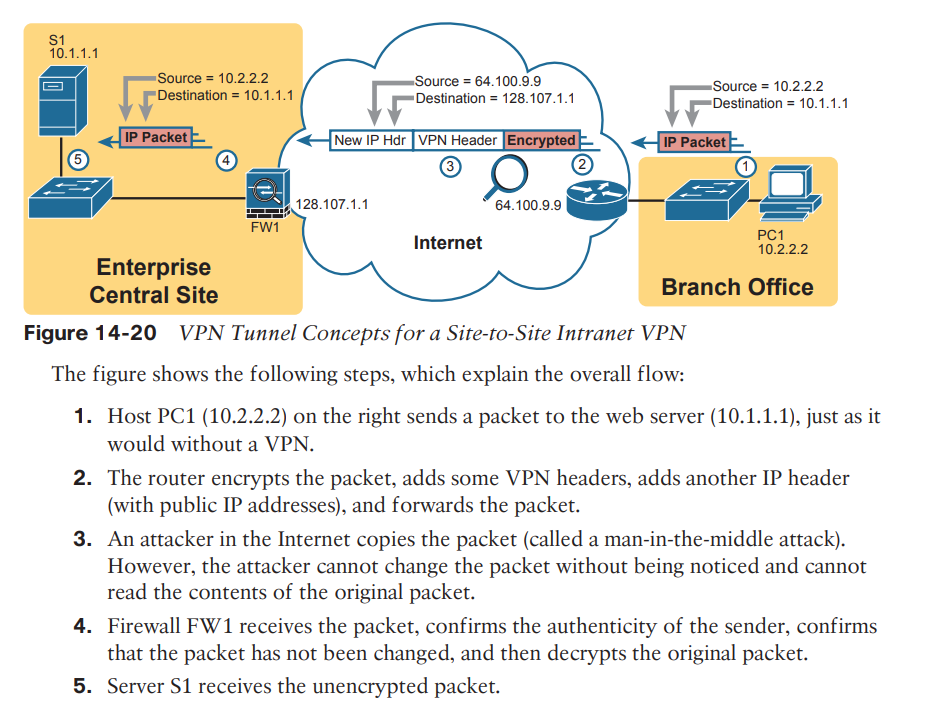 S1
10.1.1.1
Source = 10.2.2.2
Destination = 10.1.1.1
IP Packet
5
4
FW1
128.107.1.1
Enterprise
Central Site
Source = 64.100.9.9
Destination = 128.107.1.1
New IP Hdr VPN Header Encrypted
3
2
64.100.9.9
Internet
Source = 10.2.2.2
Destination = 10.1.1.1
IP Packet
1
PC1
10.2.2.2
Branch Office
Figure 14-20 VPN Tunnel Concepts for a Site-to-Site Intranet VPN
The figure shows the following steps, which explain the overall flow:
1. Host PC1 (10.2.2.2) on the right sends a packet to the web server (10.1.1.1), just as it
would without a VPN.
2. The router encrypts the packet, adds some VPN headers, adds another IP header
(with public IP addresses), and forwards the packet.
3. An attacker in the Internet copies the packet (called a man-in-the-middle attack).
However, the attacker cannot change the packet without being noticed and cannot
read the contents of the original packet.
4. Firewall FW1 receives the packet, confirms the authenticity of the sender, confirms
that the packet has not been changed, and then decrypts the original packet.
5. Server S1 receives the unencrypted packet.